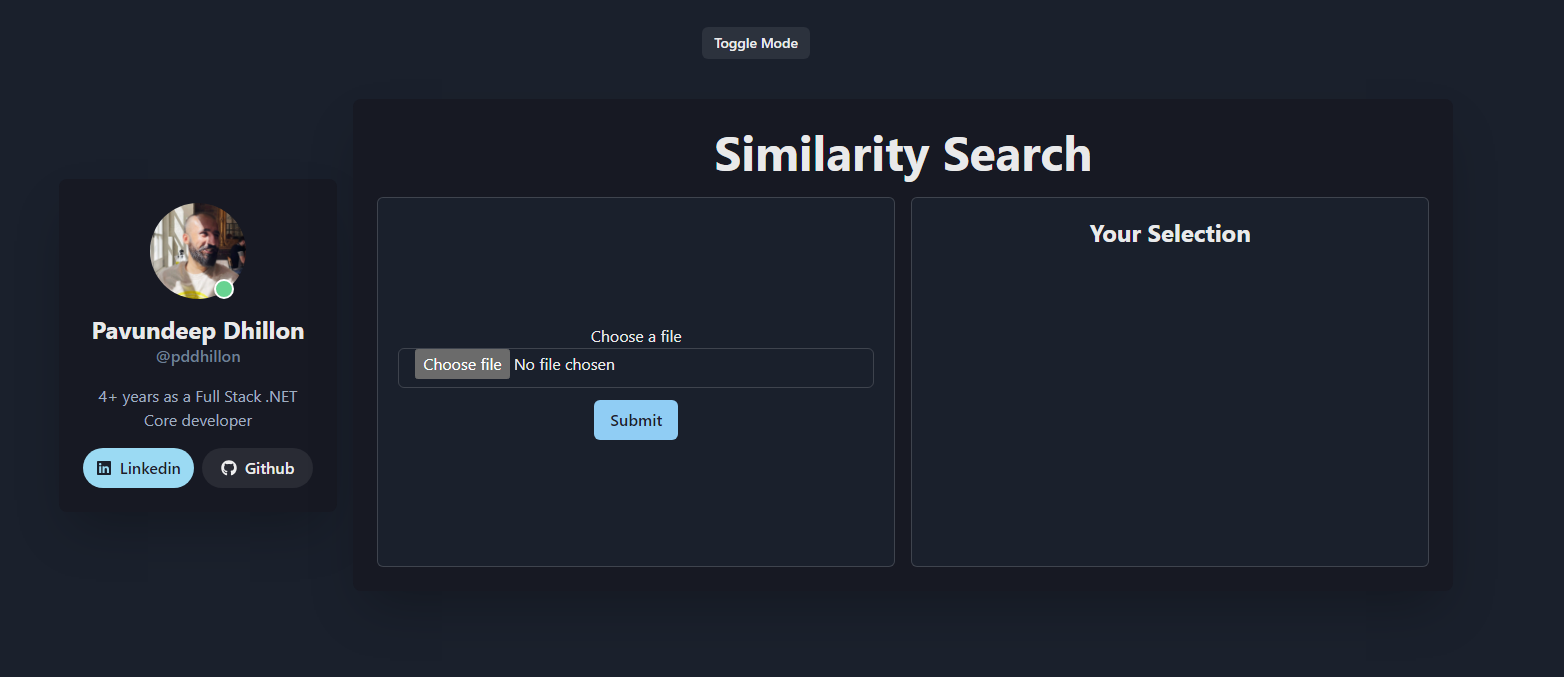 Toggle Mode
Similarity Search
Pavundeep Dhillon
@pddhillon
4+ years as a Full Stack .NET
Core developer
Linkedin
Github
Choose a file
Choose file No file chosen
Submit
Your Selection